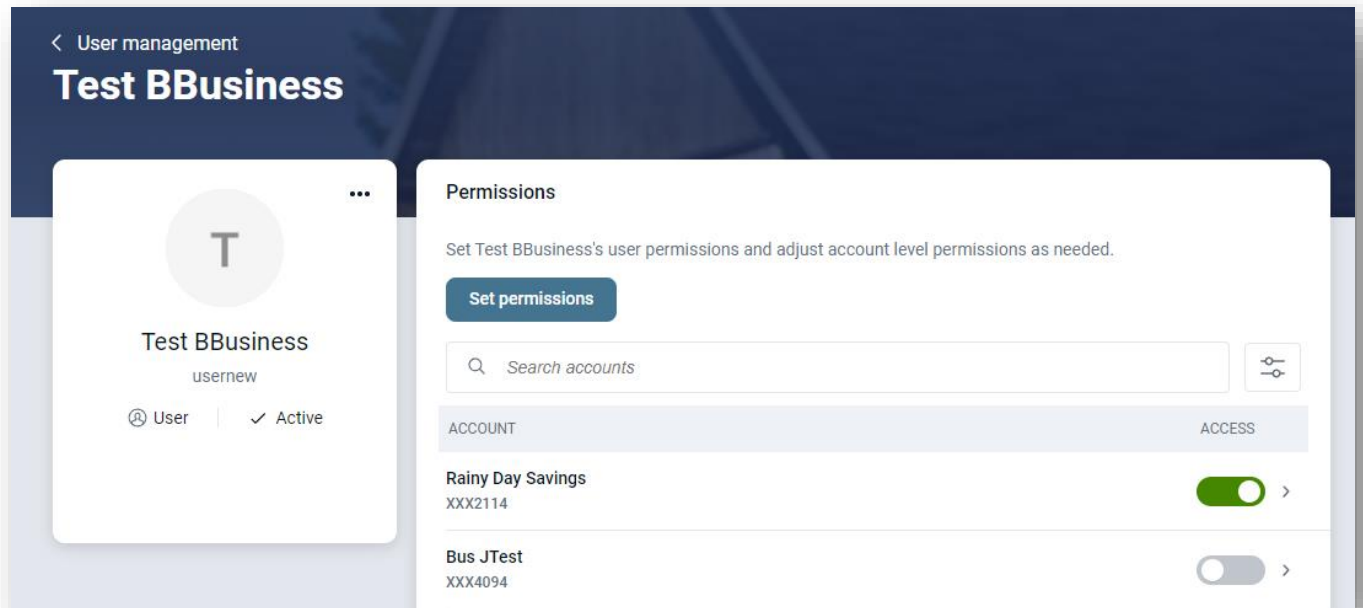 User management
Test BBusiness
T
Test BBusiness
usernew
User
Active
Permissions
Set Test BBusiness's user permissions and adjust account level permissions as needed.
Set permissions
Search accounts
ACCOUNT ACCESS
Rainy Day Savings
XXX2114
Bus JTest
XXX4094